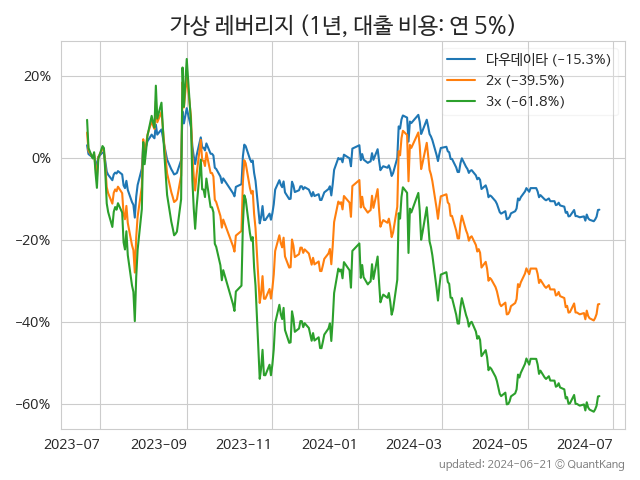 가상 레버리지 (1년, 대출 비용: 연 5%)
다우데이타 (−15.3%)
2x (−39.5%)
3x (−61.8%)
20%
0%
−20%
−40%
−60%
2023-07 2023-09 2023-11 2024-01 2024-03 2024-05 2024-07
updated: 2024-06-21 © QuantKang